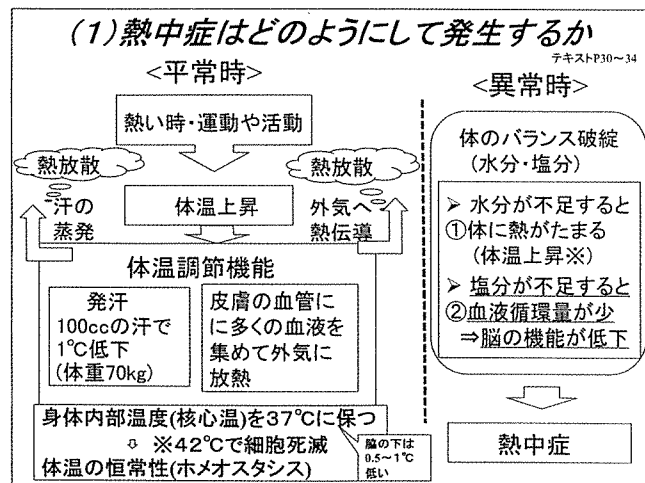 (1)熱中症はどのようにして発生するか
テキストP30～34
<平常時>
熱い時・運動や活動
熱放散
熱放散
汗の
蒸発
体温上昇
外気へ
熱伝導
体温調節機能
発汗
100ccの汗で
1℃低下
(体重70kg)
皮膚の血管に
に多くの血液を
集めて外気に
放熱
身体内部温度(核心温)を37℃に保つ
⇩ ※42℃で細胞死滅
体温の恒常性(ホメオスタシス)
脇の下は
0.5～1℃
低い
<異常時>
体のバランス破綻
(水分・塩分)
➢ 水分が不足すると
①体に熱がたまる
(体温上昇※)
➢ 塩分が不足すると
②血液循環量が少
⇒脳の機能が低下
熱中症